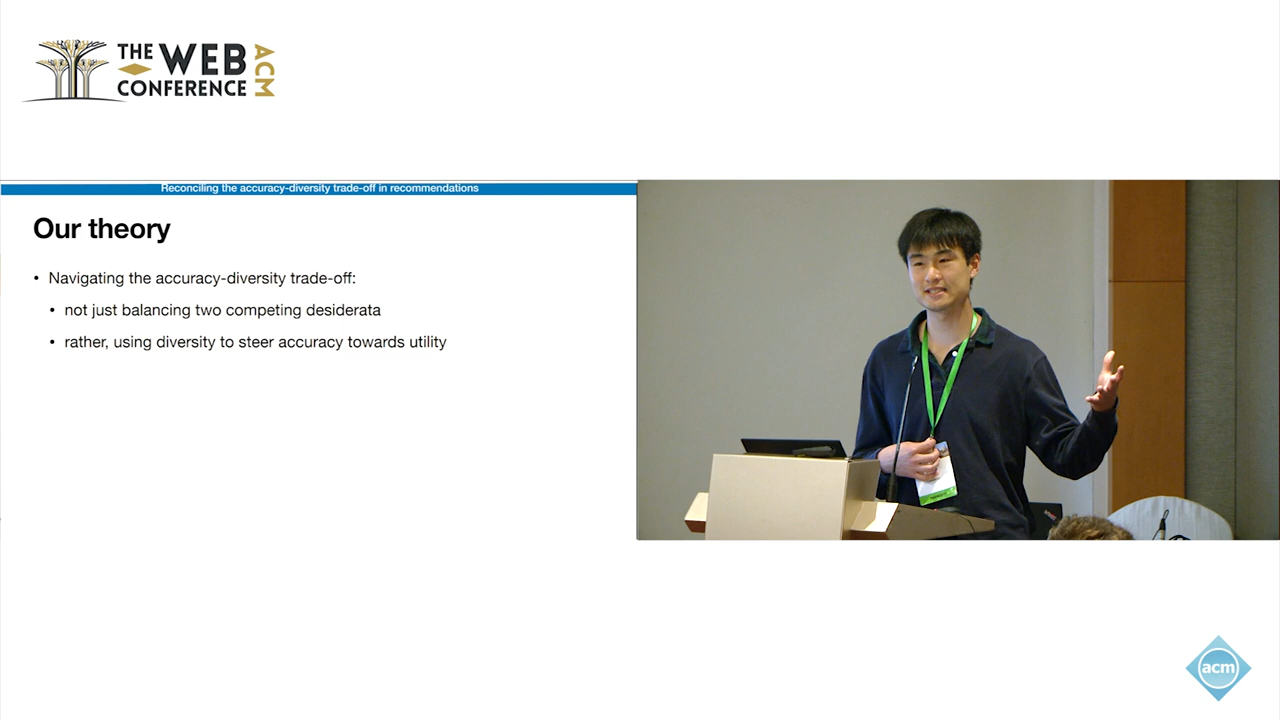 THE WEB
CONFERENCE
ACM
Reconciling the accuracy-diversity trade-off in recommendations
Our theory
• Navigating the accuracy-diversity trade-off:
• not just balancing two competing desiderata
• rather, using diversity to steer accuracy towards utility
acm